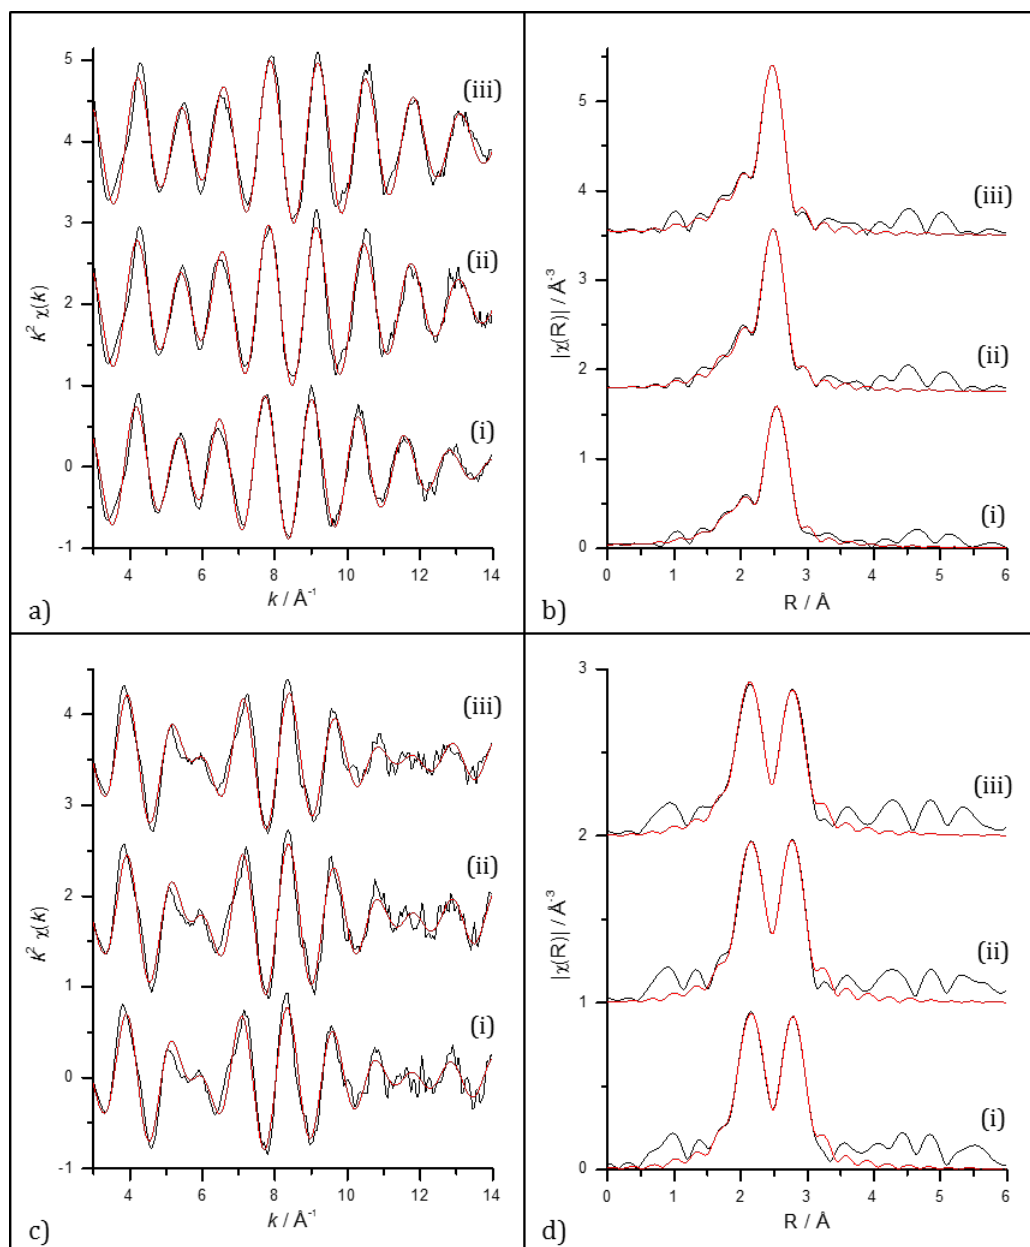 5
4
3
2
1
0
-1
K² χ(k)
(iii)
(ii)
(i)
4 6 8 10 12 14
k / Å⁻¹
a)
5
4
3
2
1
0
|χ(R)| / Å⁻³
(iii)
(ii)
(i)
0 1 2 3 4 5 6
R / Å
b)
4
3
2
1
0
-1
K² χ(k)
(iii)
(ii)
(i)
4 6 8 10 12 14
k / Å⁻¹
c)
3
2
1
0
|χ(R)| / Å⁻³
(iii)
(ii)
(i)
0 1 2 3 4 5 6
R / Å
d)